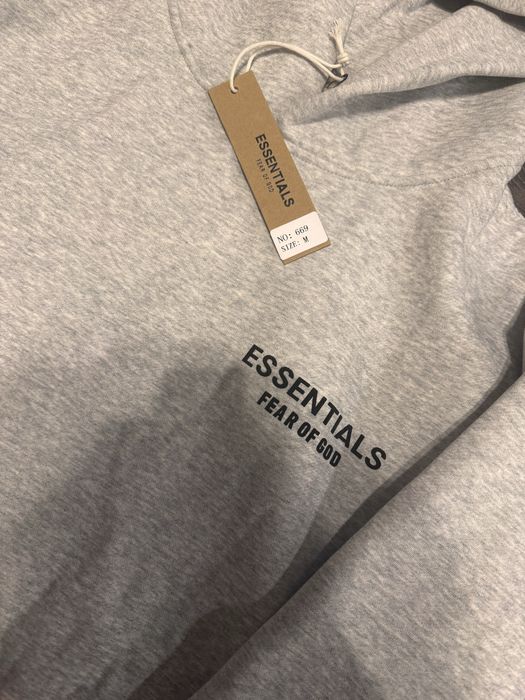 ESSENTIALS
FEAR OF GOD
NO: 669
SIZE: M
ESSENTIALS
FEAR OF GOD